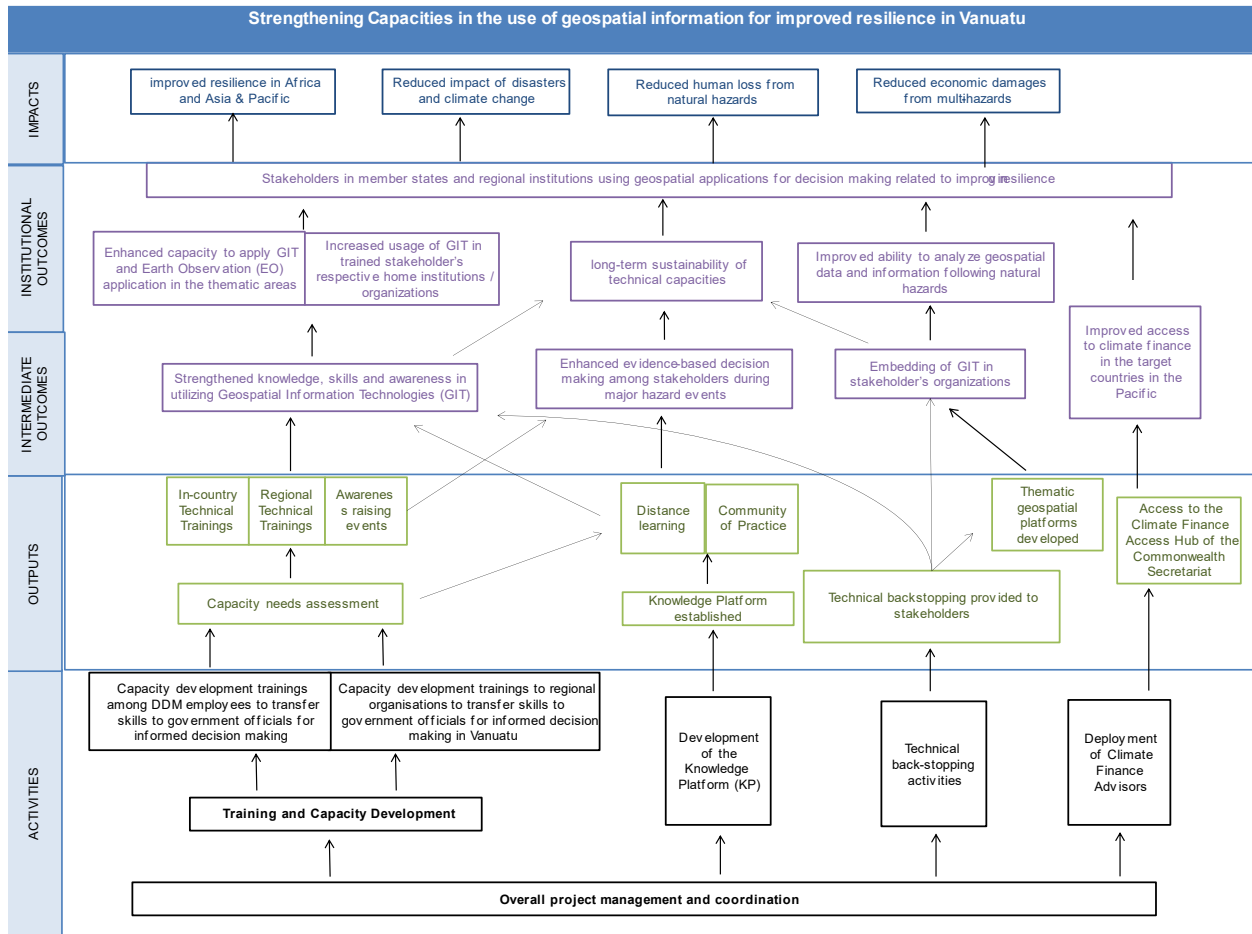 Strengthening Capacities in the use of geospatial information for improved resilience in Vanuatu
IMPACTS
improved resilience in Africa
and Asia & Pacific
Reduced impact of disasters
and climate change
Reduced human loss from
natural hazards
Reduced economic damages
from multi-hazards
INSTITUTIONAL
OUTCOMES
Stakeholders in member states and regional institutions using geospatial applications for decision making related to improving resilience
Enhanced capacity to apply GIT
and Earth Observation (EO)
application in the thematic areas
Increased usage of GIT in
trained stakeholder's
respective home institutions /
organizations
long-term sustainability of
technical capacities
Improved ability to analyze geospatial
data and information following natural
hazards
INTERMEDIATE
OUTCOMES
Strengthened knowledge, skills and awareness in
utilizing Geospatial Information Technologies (GIT)
Enhanced evidence-based decision
making among stakeholders during
major hazard events
Embedding of GIT in
stakeholder's organizations
Improved access
to climate finance
in the target
countries in the
Pacific
OUTPUTS
In-country
Technical
Trainings
Regional
Technical
Trainings
Awarenes
s raising
events
Distance
learning
Community
of Practice
Thematic
geospatial
platforms
developed
Access to the
Climate Finance
Access Hub of the
Commonwealth
Secretariat
Capacity needs assessment
Knowledge Platform
established
Technical backstopping provided to
stakeholders
ACTIVITIES
Capacity development trainings
among DDM employees to transfer
skills to government officials for
informed decision making
Capacity development trainings to regional
organisations to transfer skills to
government officials for informed decision
making in Vanuatu
Development
of the
Knowledge
Platform (KP)
Technical
back-stopping
activities
Deployment
of Climate
Finance
Advisors
Training and Capacity Development
Overall project management and coordination